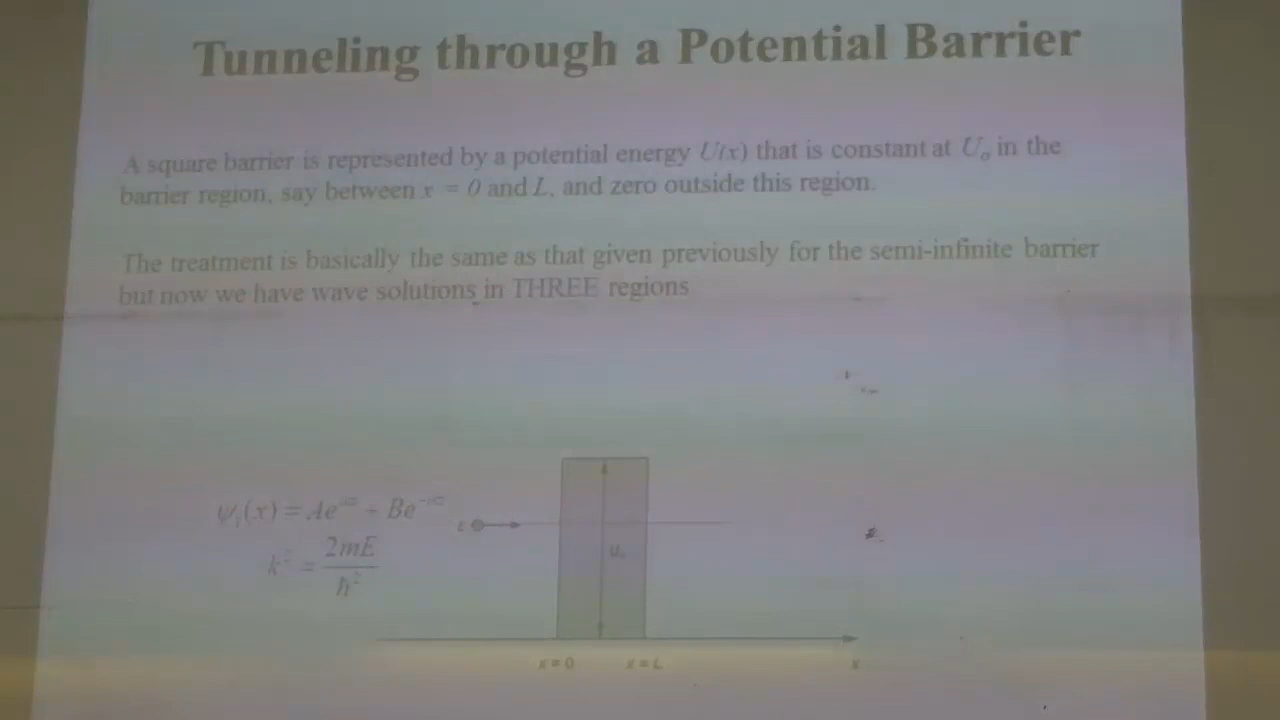 Tunneling through a Potential Barrier
A square barrier is represented by a potential energy U(x) that is constant at Uₒ in the
barrier region, say between x = 0 and L, and zero outside this region.
The treatment is basically the same as that given previously for the semi-infinite barrier
but now we have wave solutions in THREE regions
ψ₁(x) = Ae + Be
k² = 2mE / ħ²
E
Uₒ
x = 0 x = L x